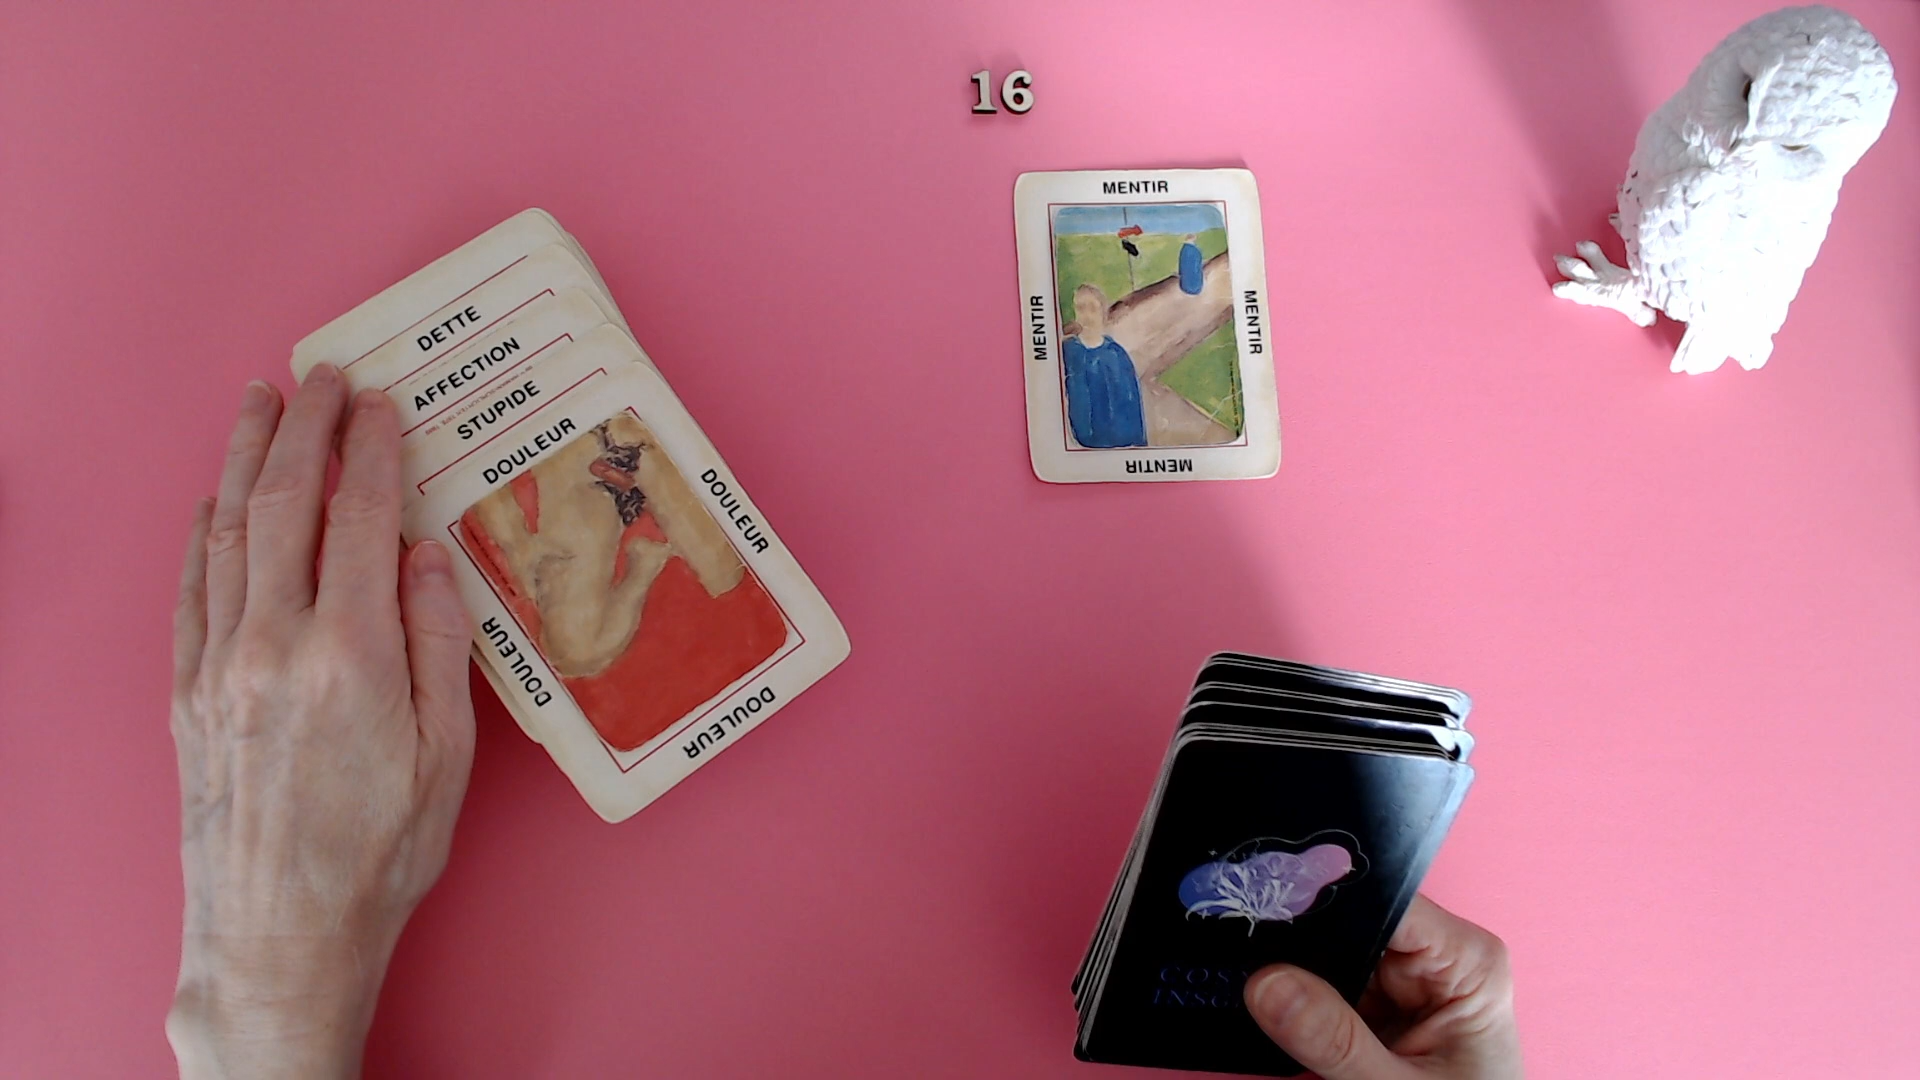 16
MENTIR
MENTIR
MENTIR
MENTIR
DETTE
AFFECTION
STUPIDE
DOULEUR
DOULEUR
DOULEUR
DOULEUR